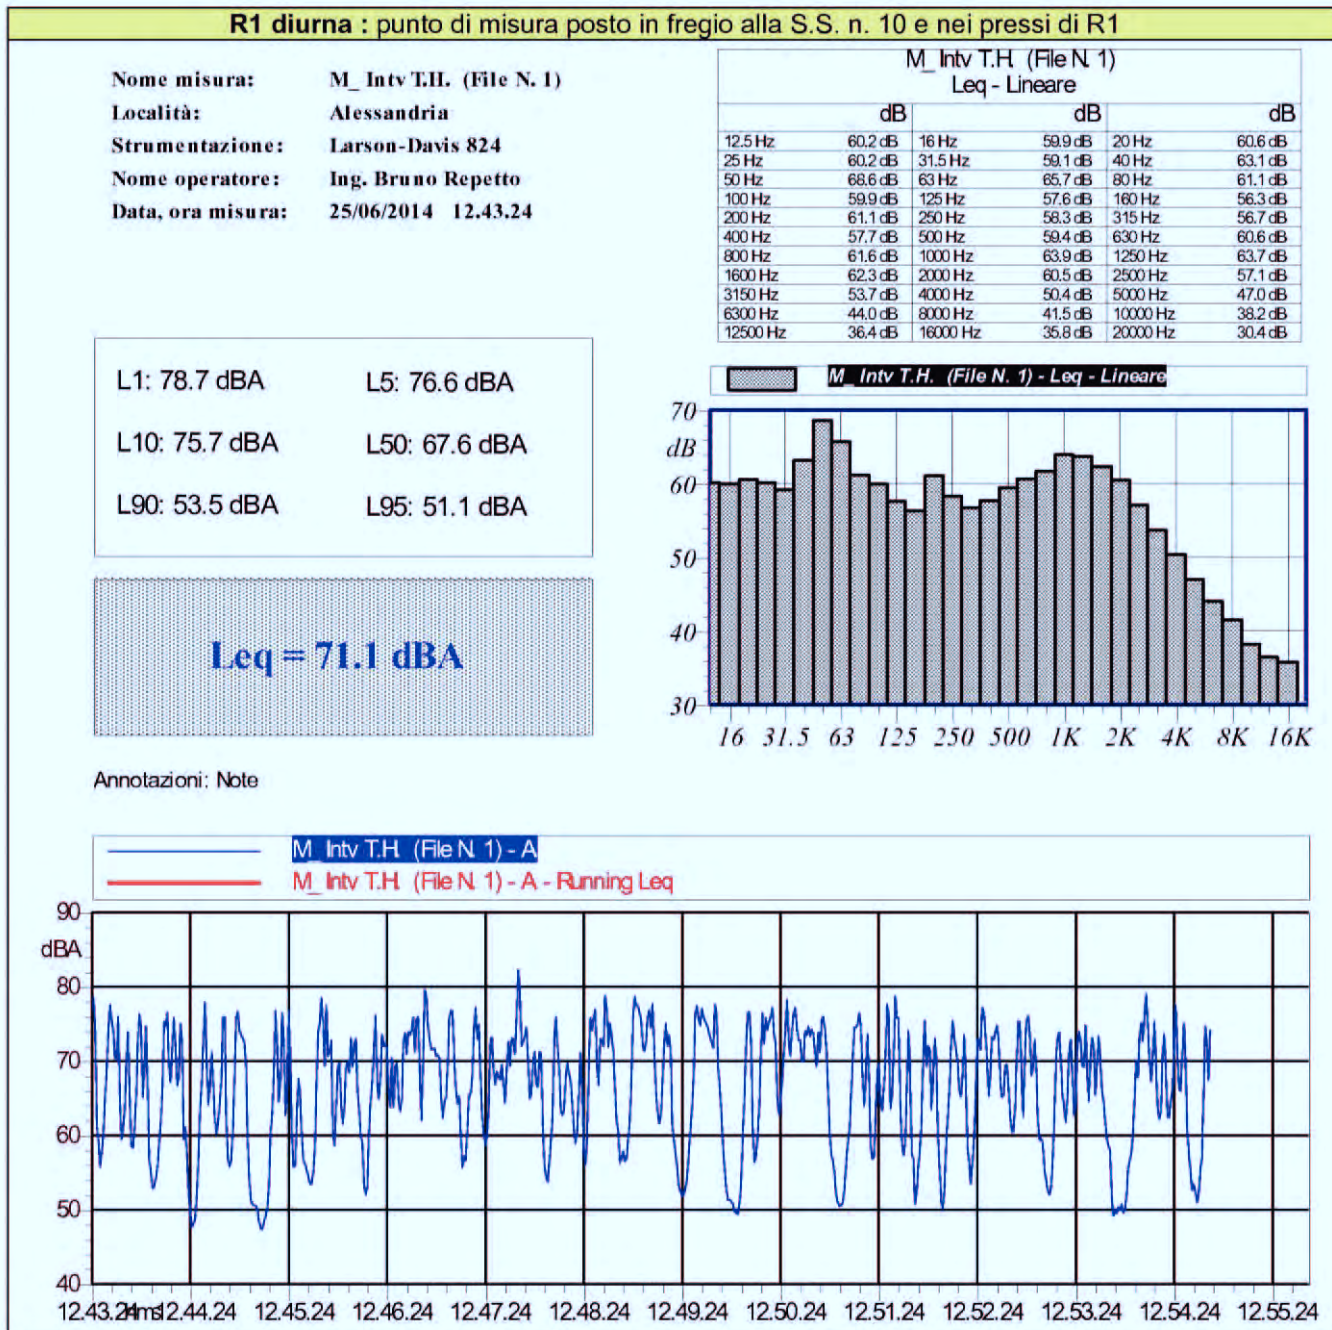 R1 diurna : punto di misura posto in fregio alla S.S. n. 10 e nei pressi di R1
Nome misura: M_ Intv T.H. (File N. 1)
Località: Alessandria
Strumentazione: Larson-Davis 824
Nome operatore: Ing. Bruno Repetto
Data, ora misura: 25/06/2014 12.43.24
M_ Intv T.H. (File N. 1)
Leq - Lineare
dB dB dB
12.5 Hz 60.2 dB 16 Hz 59.9 dB 20 Hz 60.6 dB
25 Hz 60.2 dB 31.5 Hz 59.1 dB 40 Hz 63.1 dB
50 Hz 68.6 dB 63 Hz 65.7 dB 80 Hz 61.1 dB
100 Hz 59.9 dB 125 Hz 57.6 dB 160 Hz 56.3 dB
200 Hz 61.1 dB 250 Hz 58.3 dB 315 Hz 56.7 dB
400 Hz 57.7 dB 500 Hz 59.4 dB 630 Hz 60.6 dB
800 Hz 61.6 dB 1000 Hz 63.9 dB 1250 Hz 63.7 dB
1600 Hz 62.3 dB 2000 Hz 60.5 dB 2500 Hz 57.1 dB
3150 Hz 53.7 dB 4000 Hz 50.4 dB 5000 Hz 47.0 dB
6300 Hz 44.0 dB 8000 Hz 41.5 dB 10000 Hz 38.2 dB
12500 Hz 36.4 dB 16000 Hz 35.8 dB 20000 Hz 30.4 dB
L1: 78.7 dBA L5: 76.6 dBA
L10: 75.7 dBA L50: 67.6 dBA
L90: 53.5 dBA L95: 51.1 dBA
Leq = 71.1 dBA
M_ Intv T.H. (File N. 1) - Leq - Lineare
70
dB
60
50
40
30
16 31.5 63 125 250 500 1K 2K 4K 8K 16K
Annotazioni: Note
M_ Intv T.H. (File N. 1) - A
M_ Intv T.H. (File N. 1) - A - Running Leq
90
dBA
80
70
60
50
40
12.43.24 hms 12.44.24 12.45.24 12.46.24 12.47.24 12.48.24 12.49.24 12.50.24 12.51.24 12.52.24 12.53.24 12.54.24 12.55.24